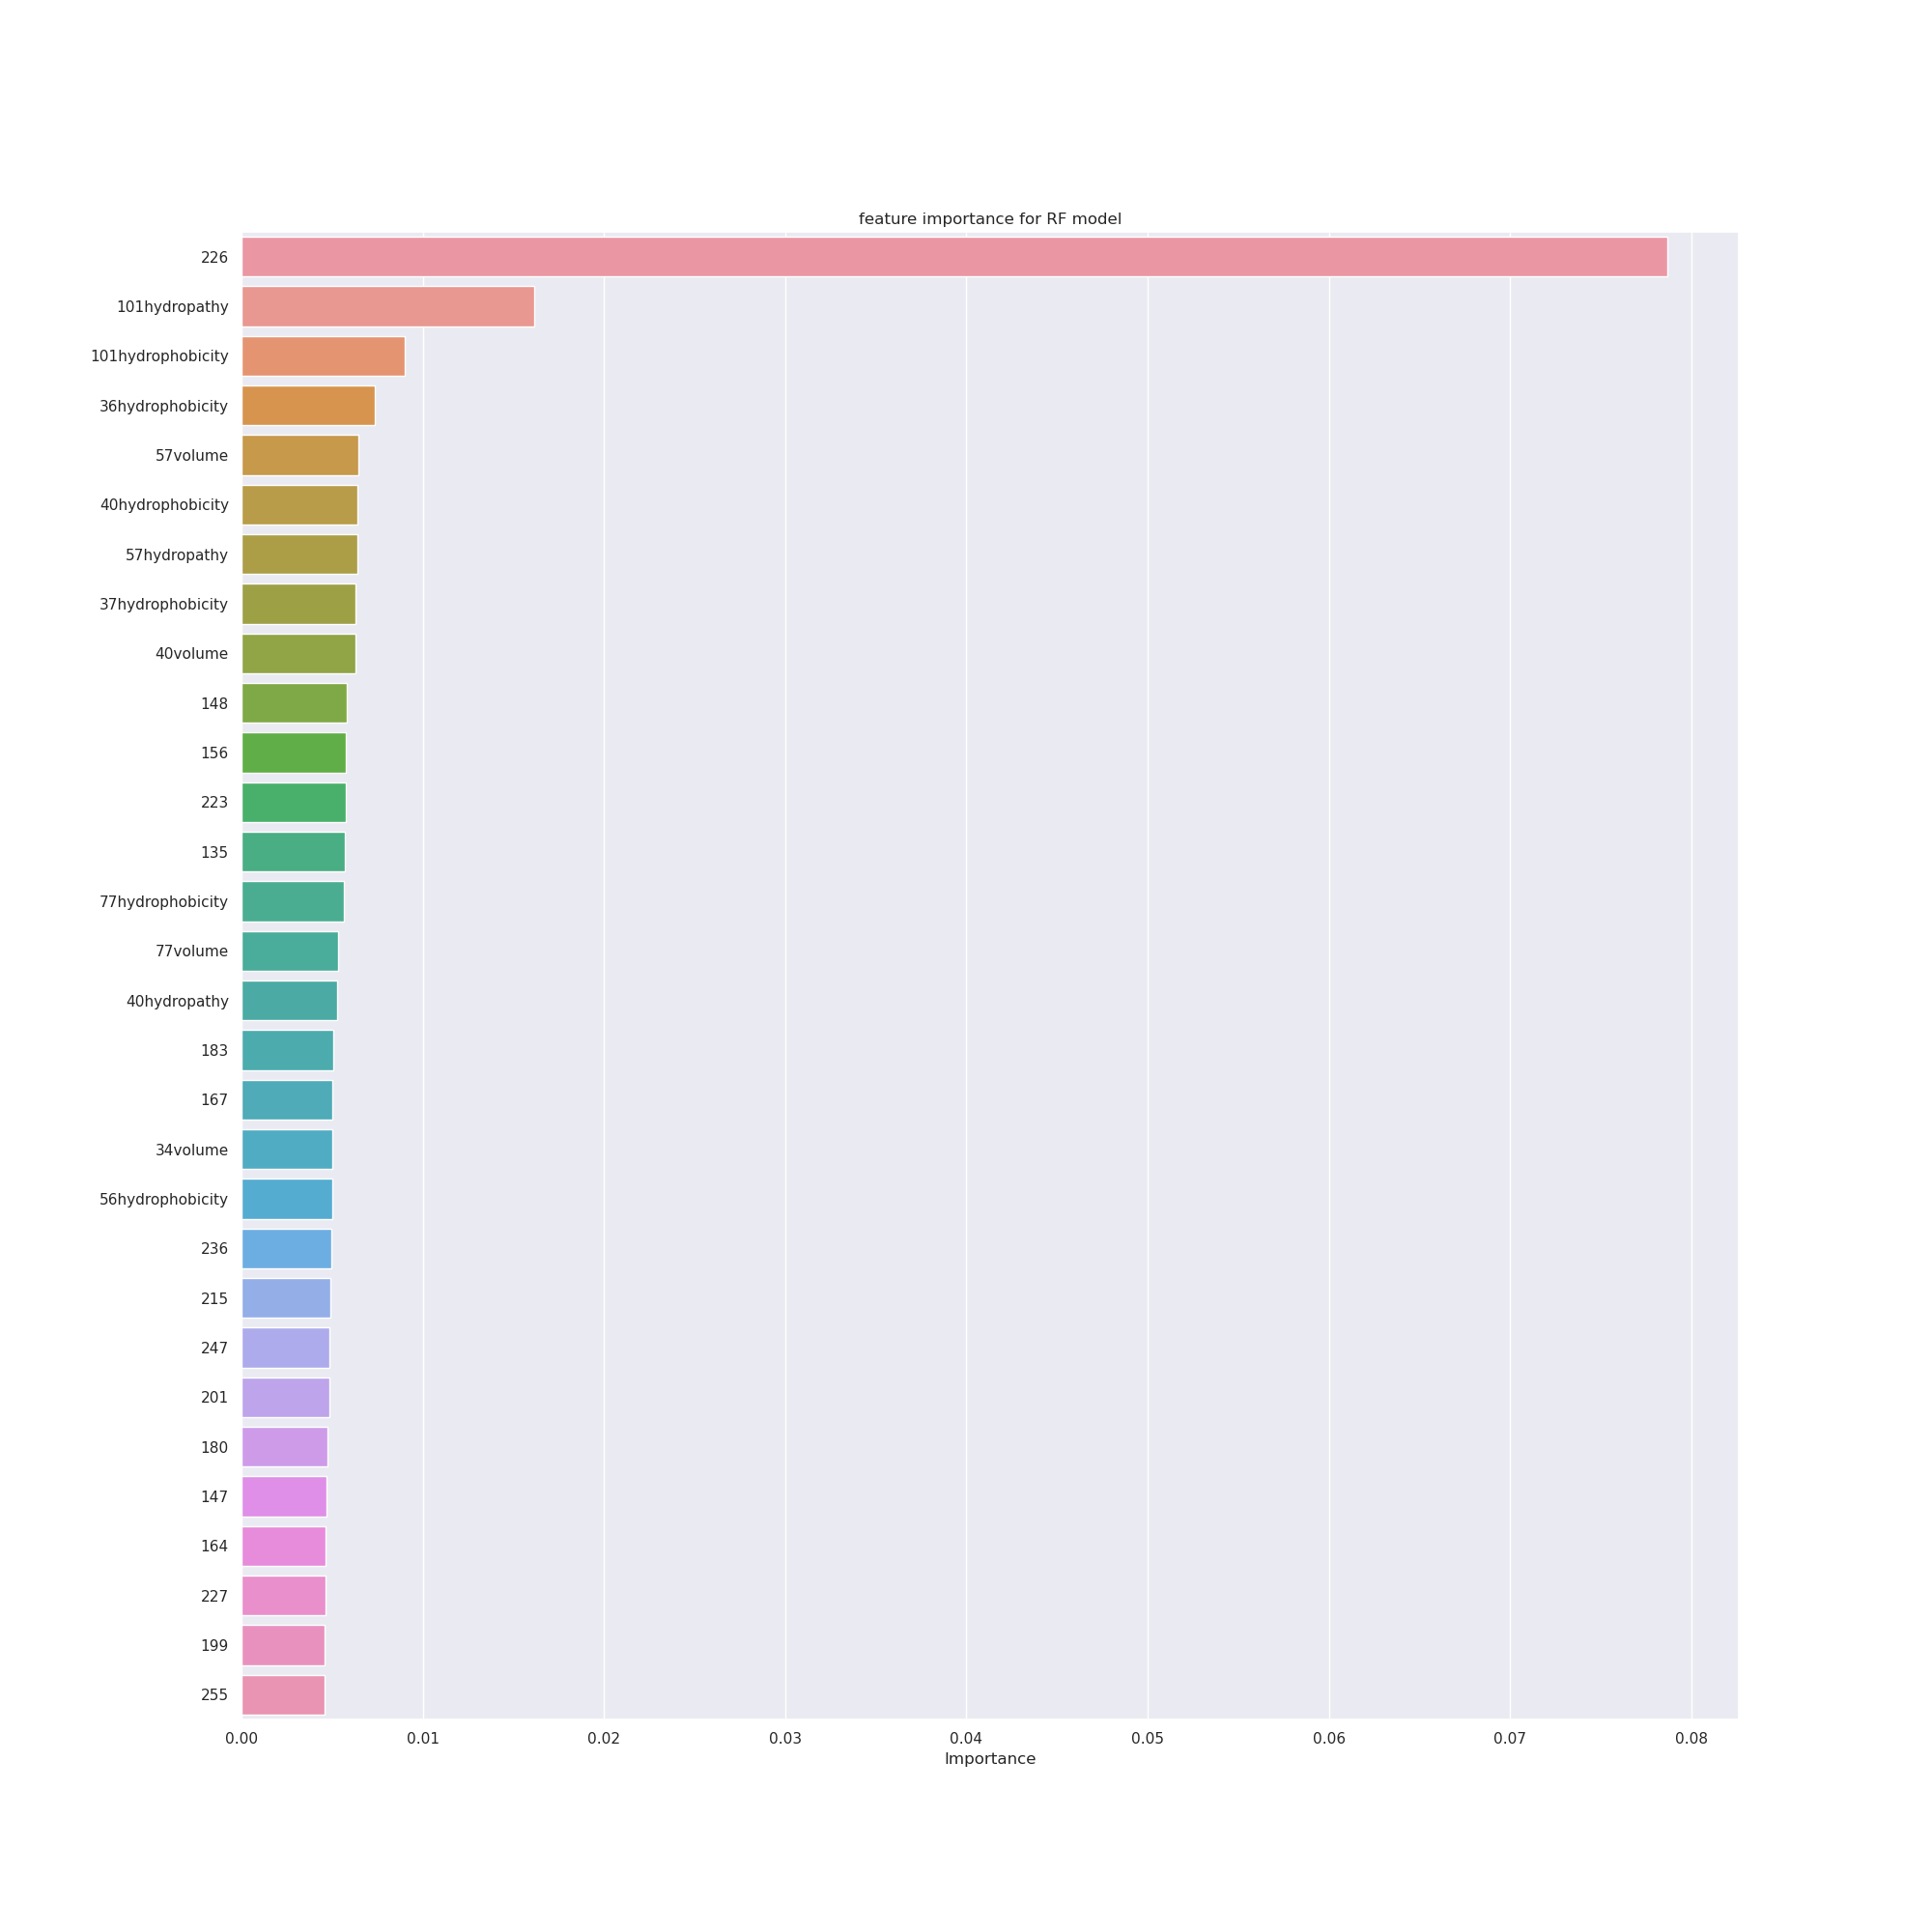 feature importance for RF model
226
101hydropathy
101hydrophobicity
36hydrophobicity
57volume
40hydrophobicity
57hydropathy
37hydrophobicity
40volume
148
156
223
135
77hydrophobicity
77volume
40hydropathy
183
167
34volume
56hydrophobicity
236
215
247
201
180
147
164
227
199
255
0.00 0.01 0.02 0.03 0.04 0.05 0.06 0.07 0.08
Importance